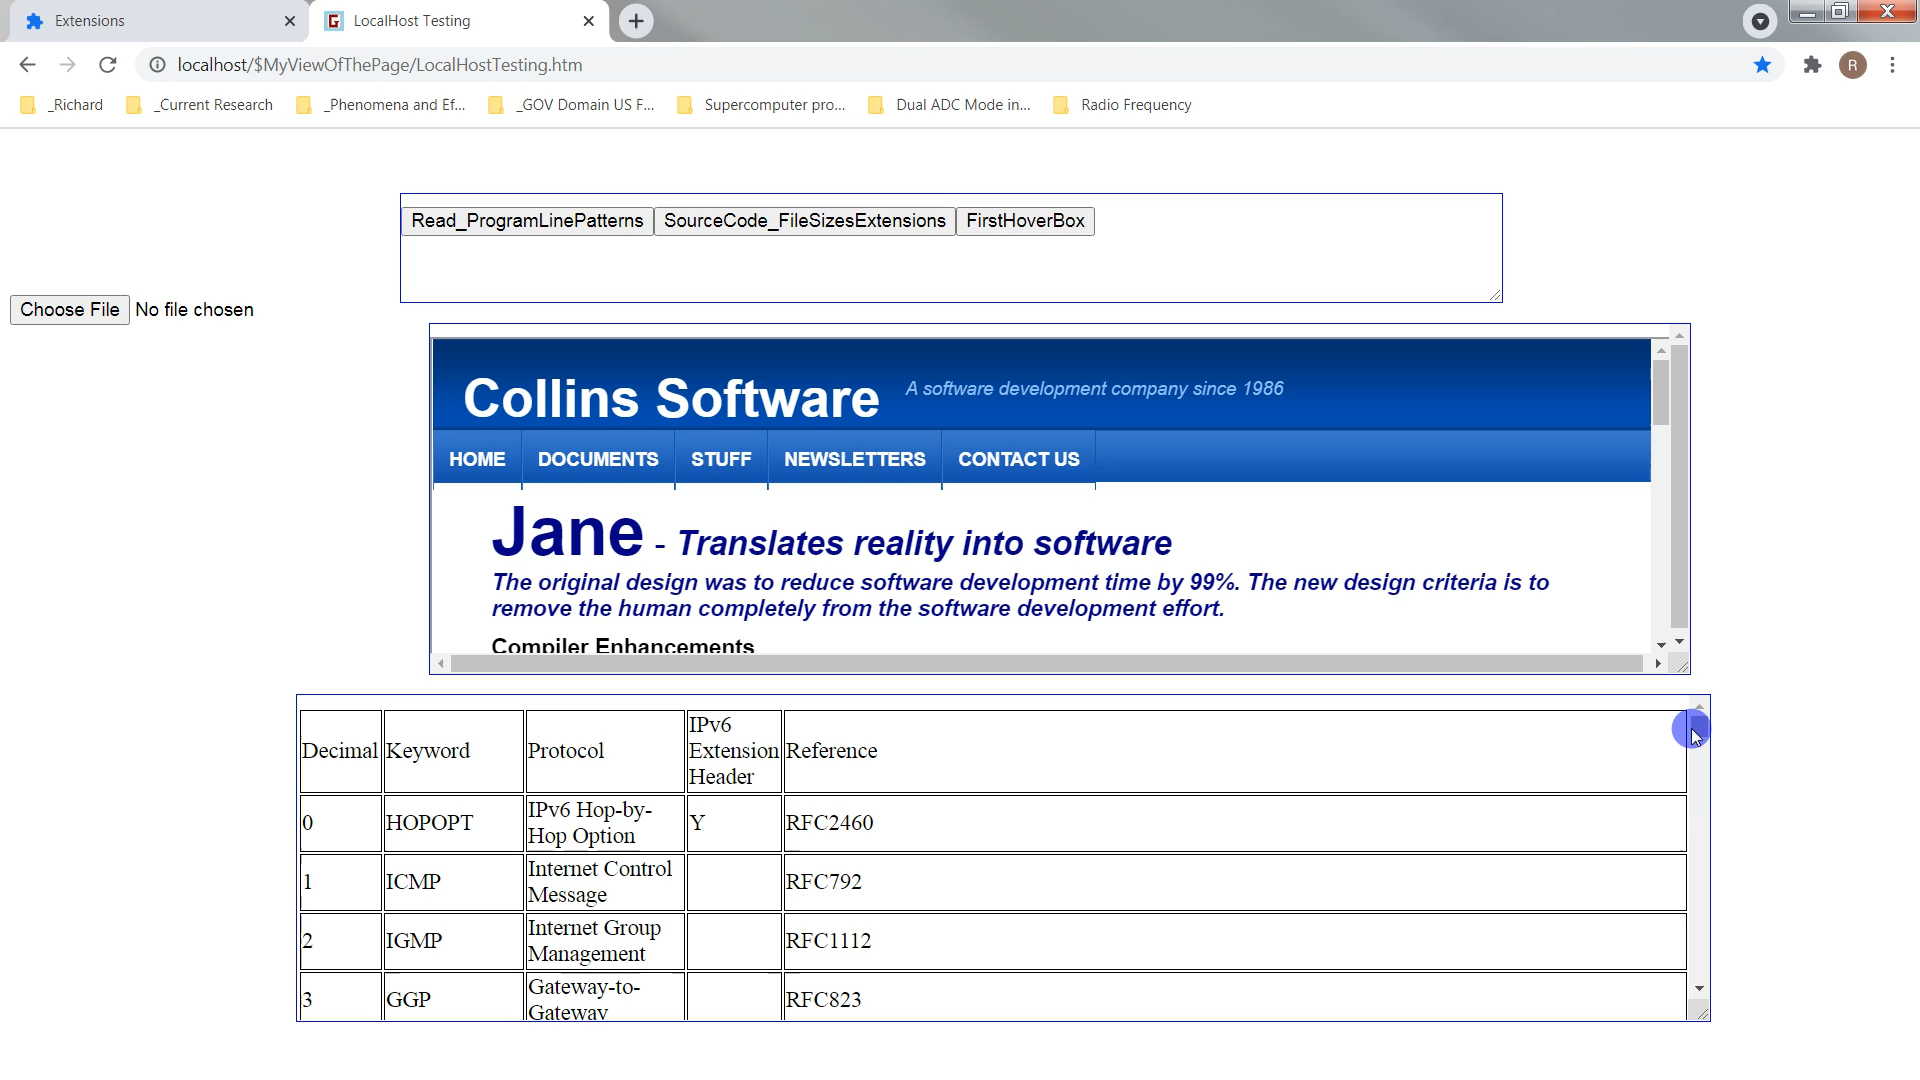 Extensions
LocalHost Testing
localhost/$MyViewOfThePage/LocalHostTesting.htm
R
_Richard
_Current Research
_Phenomena and Ef...
_GOV Domain US F...
Supercomputer pro...
Dual ADC Mode in...
Radio Frequency
Read_ProgramLinePatterns
SourceCode_FileSizesExtensions
FirstHoverBox
Choose File No file chosen
Collins Software
A software development company since 1986
HOME
DOCUMENTS
STUFF
NEWSLETTERS
CONTACT US
Jane - Translates reality into software
The original design was to reduce software development time by 99%. The new design criteria is to
remove the human completely from the software development effort.
Compiler Enhancements
Decimal
Keyword
Protocol
IPv6
Extension
Header
Reference
0
HOPOPT
IPv6 Hop-by-
Hop Option
Y
RFC2460
1
ICMP
Internet Control
Message
RFC792
2
IGMP
Internet Group
Management
RFC1112
3
GGP
Gateway-to-
Gateway
RFC823